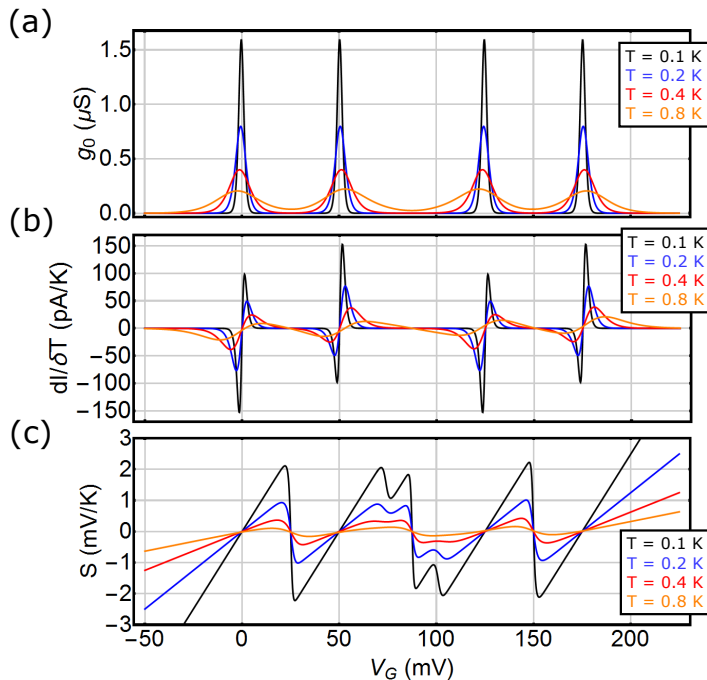 (a)
g₀ (μS)
1.5
1.0
0.5
0.0
T = 0.1 K
T = 0.2 K
T = 0.4 K
T = 0.8 K
(b)
dI/δT (pA/K)
150
100
50
0
−50
−100
−150
T = 0.1 K
T = 0.2 K
T = 0.4 K
T = 0.8 K
(c)
S (mV/K)
3
2
1
0
−1
−2
−3
T = 0.1 K
T = 0.2 K
T = 0.4 K
T = 0.8 K
−50 0 50 100 150 200
V_G (mV)